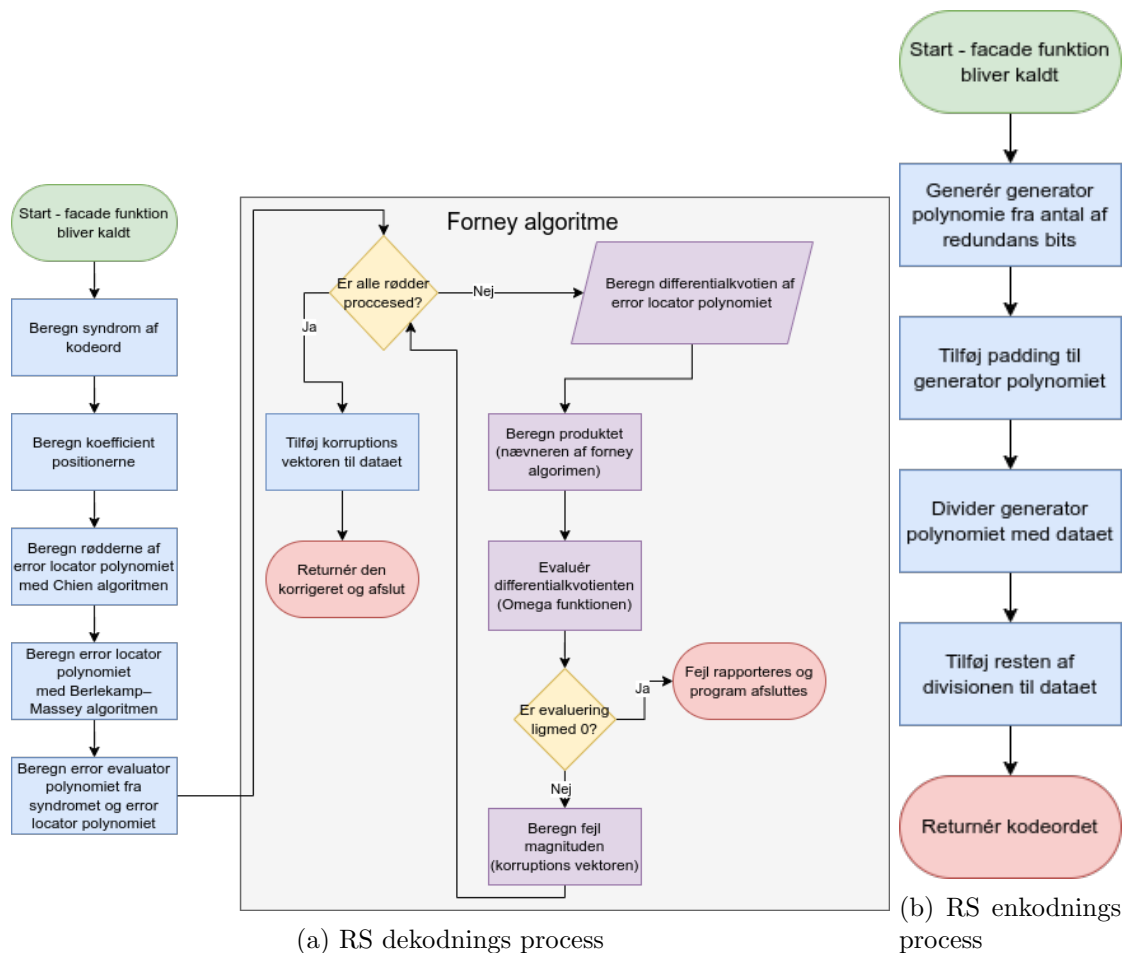 Start - facade funktion
bliver kaldt
Beregn syndrom af
kodeord
Beregn koefficient
positionerne
Beregn rødderne af
error locator polynomiet
med Chien algoritmen
Beregn error locator
polynomiet
med Berlekamp–
Massey algoritmen
Beregn error evaluator
polynomiet fra
syndromet og error
locator polynomiet
Forney algoritme
Er alle rødder
proccesed?
Nej
Ja
Beregn differentialkvotien af
error locator polynomiet
Tilføj korruptions
vektoren til dataet
Returnér den
korrigeret og afslut
Beregn produktet
(nævneren af forney
algorimen)
Evaluér
differentialkvotienten
(Omega funktionen)
Er evaluering
ligmed 0?
Ja
Fejl rapporteres og
program afsluttes
Nej
Beregn fejl
magnituden
(korruptions vektoren)
(a) RS dekodnings process
Start - facade funktion
bliver kaldt
Generér generator
polynomie fra antal af
redundans bits
Tilføj padding til
generator polynomiet
Divider generator
polynomiet med dataet
Tilføj resten af
divisionen til dataet
Returnér kodeordet
(b) RS enkodnings
process